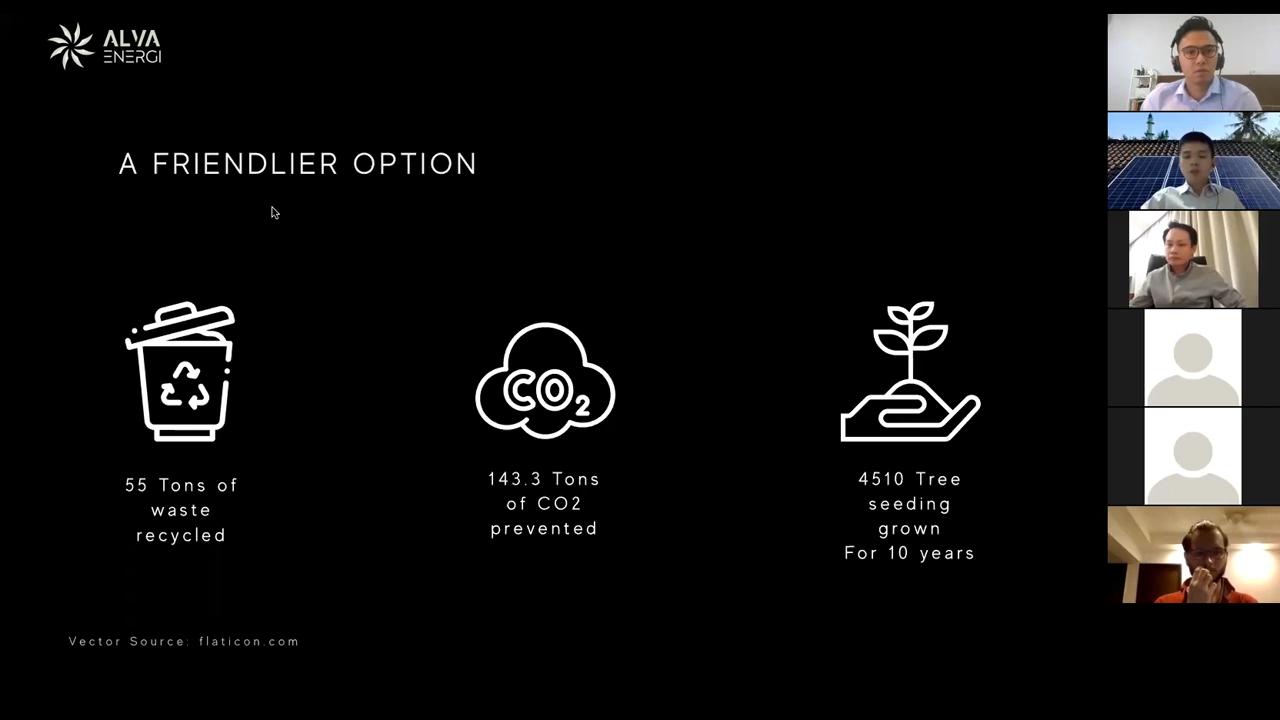 ALVA
ENERGI
A FRIENDLIER OPTION
CO2
55 Tons of
waste
recycled
143.3 Tons
of CO2
prevented
4510 Tree
seeding
grown
For 10 years
Vector Source: flaticon.com